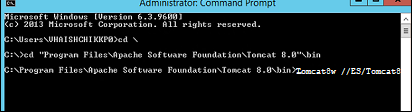 Administrator: Command Prompt
Microsoft Windows [Version 6.3.9600]
(c) 2013 Microsoft Corporation. All rights reserved.
C:\Users\VHAISHCHIKKP0>cd \
C:\>cd "Program Files\Apache Software Foundation\Tomcat 8.0"\bin
C:\Program Files\Apache Software Foundation\Tomcat 8.0\bin>Tomcat8w //ES/Tomcat8